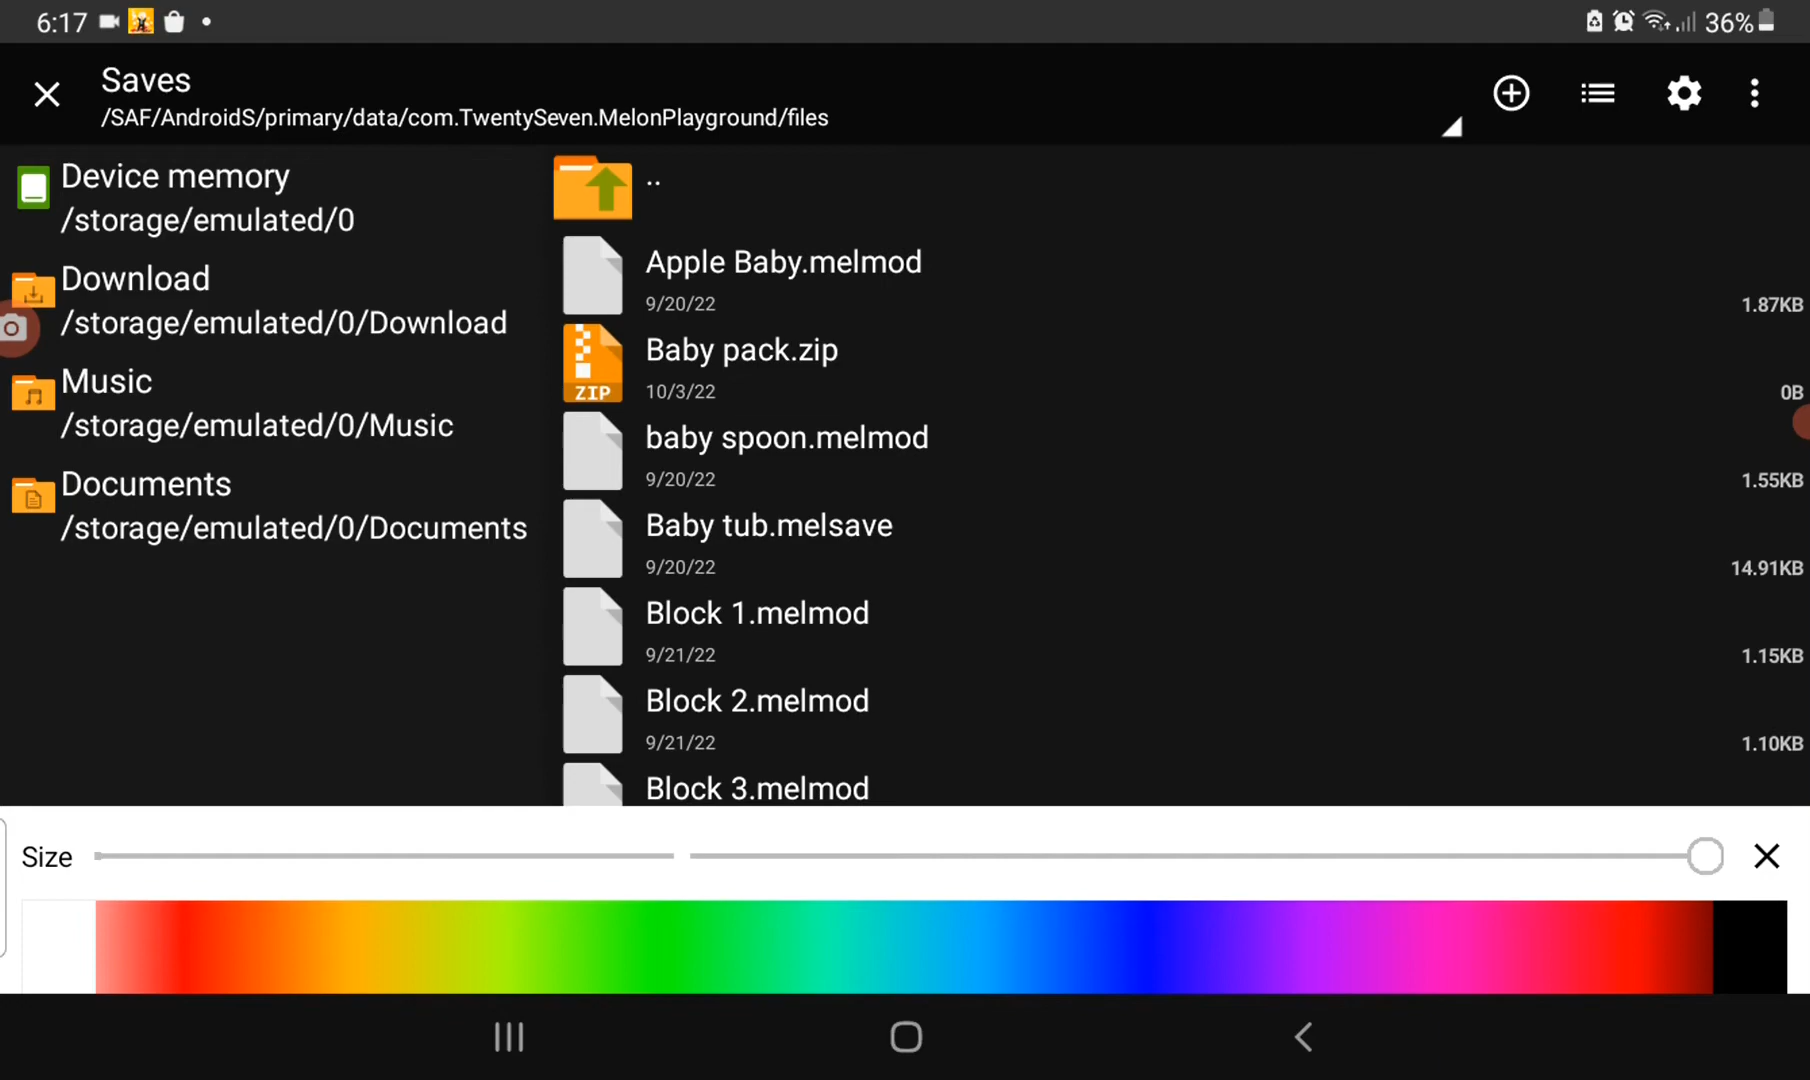 6:17
36%
Saves
/SAF/AndroidS/primary/data/com.TwentySeven.MelonPlayground/files
Device memory
/storage/emulated/0
Download
/storage/emulated/0/Download
Music
/storage/emulated/0/Music
Documents
/storage/emulated/0/Documents
..
Apple Baby.melmod
9/20/22
1.87KB
Baby pack.zip
ZIP
10/3/22
0B
baby spoon.melmod
9/20/22
1.55KB
Baby tub.melsave
9/20/22
14.91KB
Block 1.melmod
9/21/22
1.15KB
Block 2.melmod
9/21/22
1.10KB
Block 3.melmod
Size